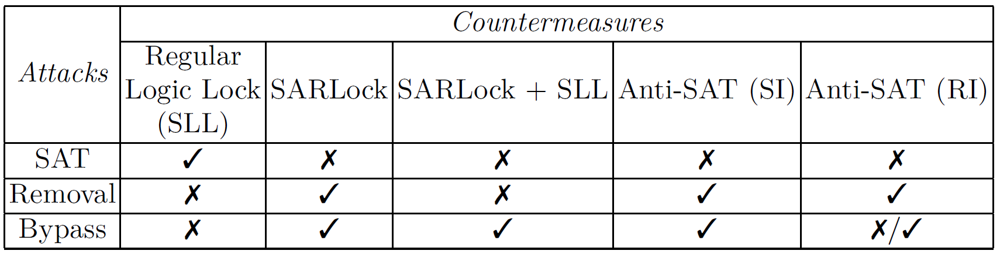 Countermeasures
Attacks
Regular
Logic Lock
(SLL)
SARLock
SARLock + SLL
Anti-SAT (SI)
Anti-SAT (RI)
SAT ✓ ✗ ✗ ✗ ✗
Removal ✗ ✓ ✗ ✓ ✓
Bypass ✗ ✓ ✓ ✓ ✗/✓